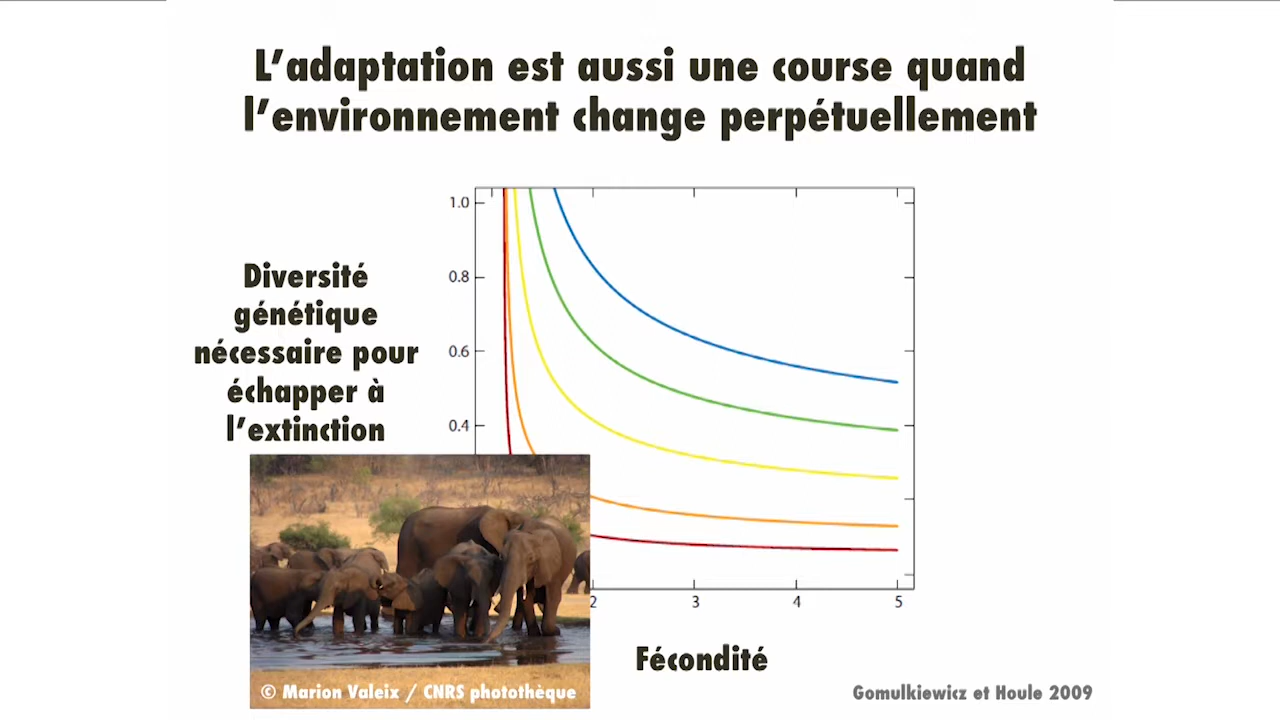 L’adaptation est aussi une course quand
l’environnement change perpétuellement
1.0
0.8
0.6
0.4
Diversité
génétique
nécessaire pour
échapper à
l’extinction
2
3
4
5
Fécondité
© Marion Valeix / CNRS photothèque
Gomulkiewicz et Houle 2009